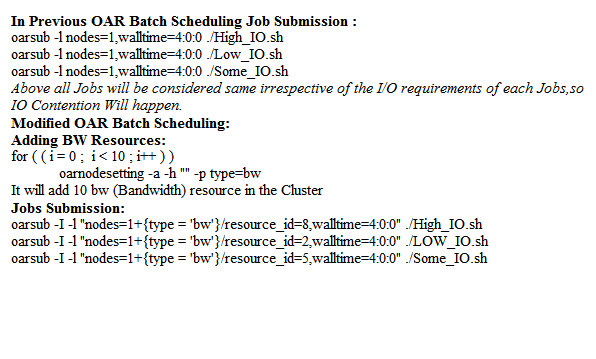 In Previous OAR Batch Scheduling Job Submission :
oarsub -l nodes=1,walltime=4:0:0 ./High_IO.sh
oarsub -l nodes=1,walltime=4:0:0 ./Low_IO.sh
oarsub -l nodes=1,walltime=4:0:0 ./Some_IO.sh
Above all Jobs will be considered same irrespective of the I/O requirements of each Jobs,so
IO Contention Will happen.
Modified OAR Batch Scheduling:
Adding BW Resources:
for ( ( i = 0 ; i < 10 ; i++ ) )
oarnodesetting -a -h "" -p type=bw
It will add 10 bw (Bandwidth) resource in the Cluster
Jobs Submission:
oarsub -I -l "nodes=1+{type = 'bw'}/resource_id=8,walltime=4:0:0" ./High_IO.sh
oarsub -I -l "nodes=1+{type = 'bw'}/resource_id=2,walltime=4:0:0" ./LOW_IO.sh
oarsub -I -l "nodes=1+{type = 'bw'}/resource_id=5,walltime=4:0:0" ./Some_IO.sh